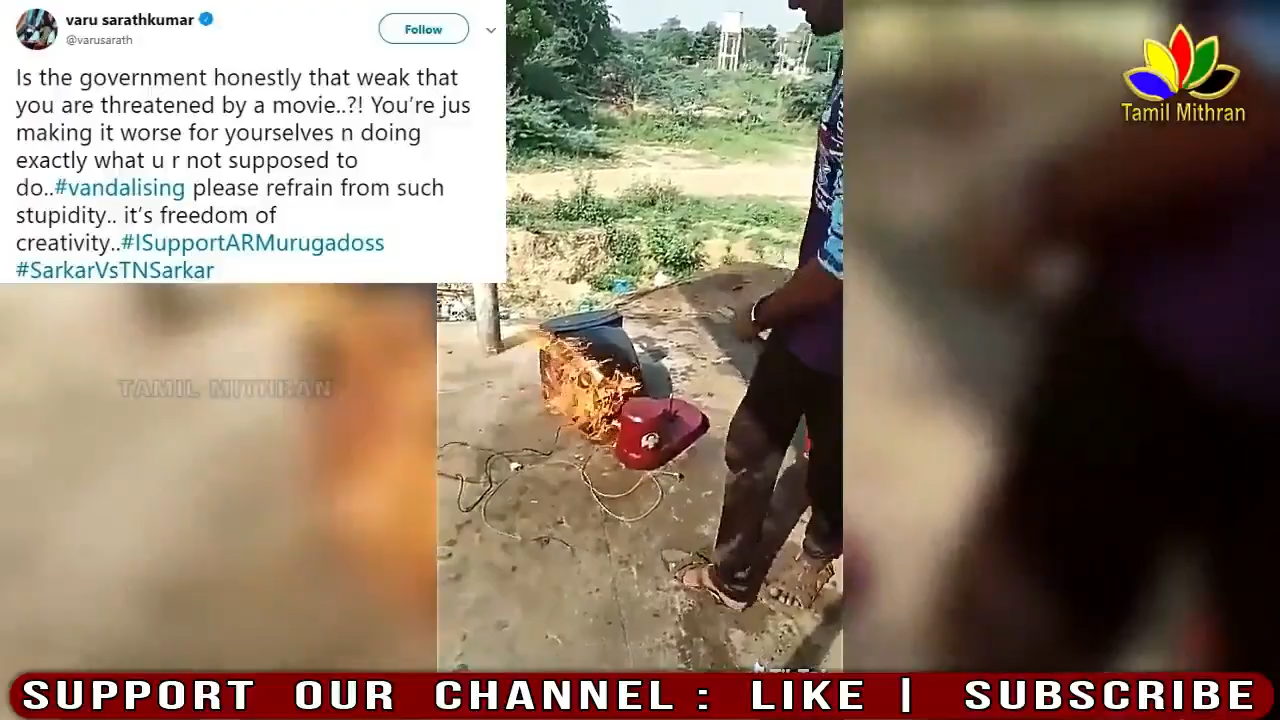 varu sarathkumar
@varusarath
Follow
Is the government honestly that weak that
you are threatened by a movie..?! You’re jus
making it worse for yourselves n doing
exactly what u r not supposed to
do..#vandalising please refrain from such
stupidity.. it’s freedom of
creativity..#ISupportARMurugadoss
#SarkarVsTNSarkar
Tamil Mithran
TAMIL MITHRAN
SUPPORT OUR CHANNEL : LIKE | SUBSCRIBE